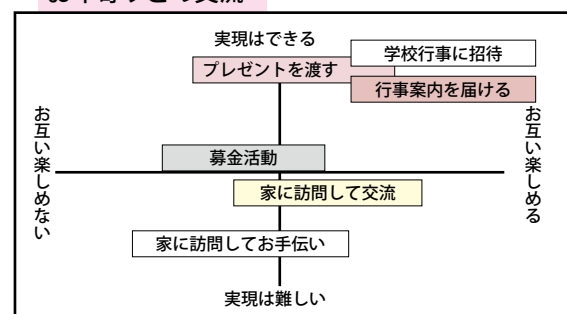 お年寄りとの交流
実現はできる
学校行事に招待
プレゼントを渡す
行事案内を届ける
お互い楽しめない
お互い楽しめる
募金活動
家に訪問して交流
家に訪問してお手伝い
実現は難しい